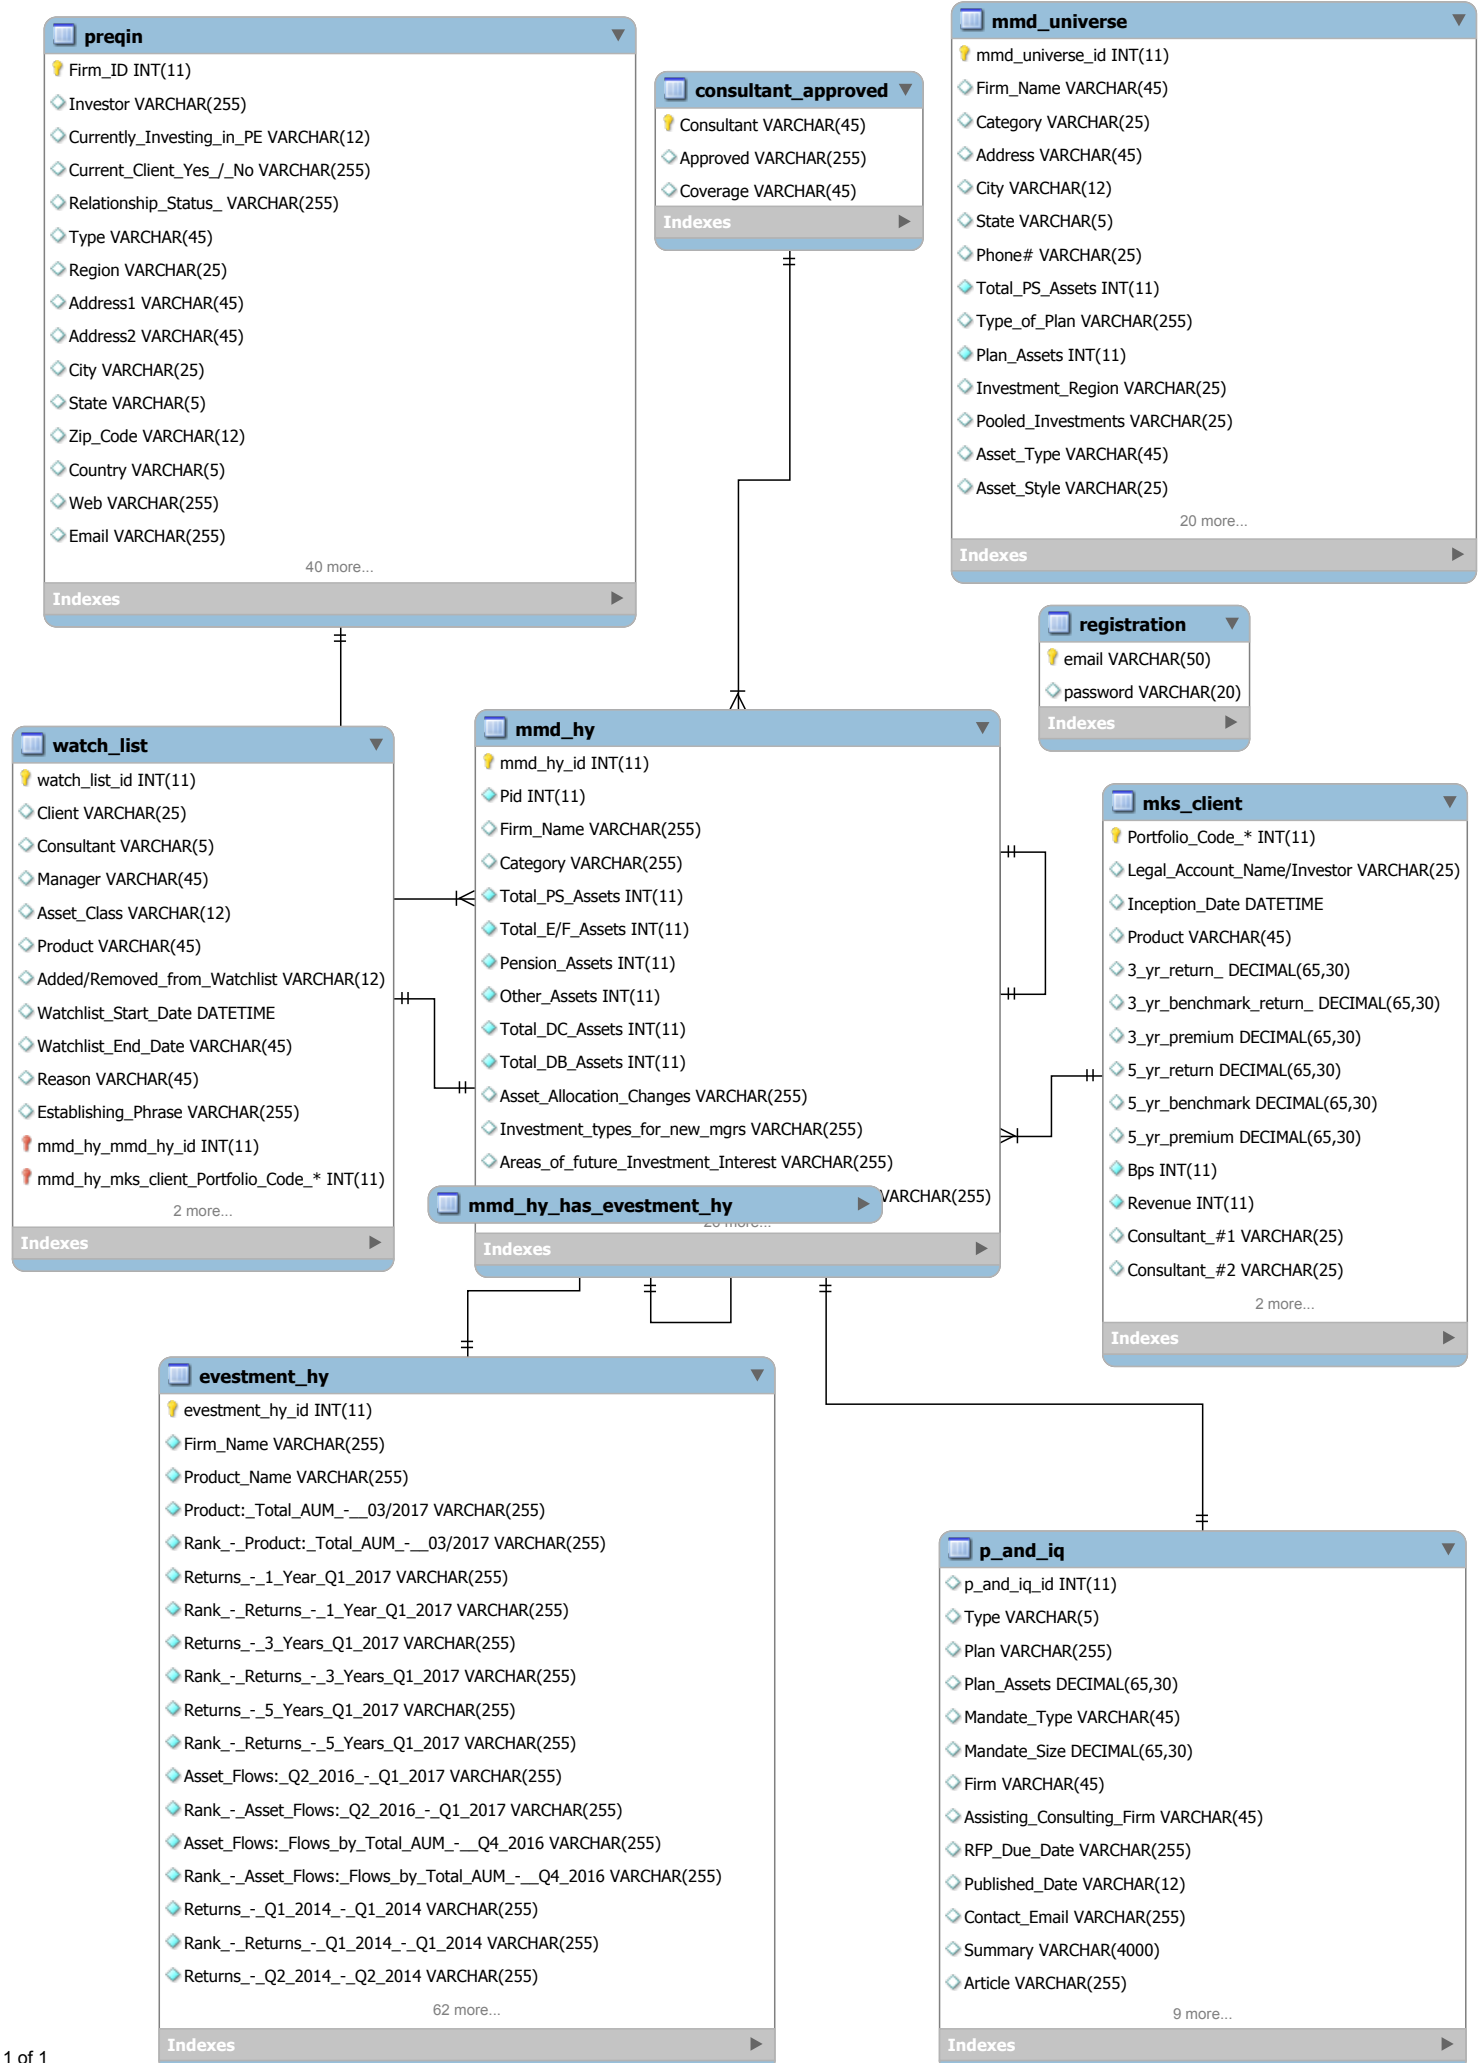 preqin
Firm_ID INT(11)
Investor VARCHAR(255)
Currently_Investing_in_PE VARCHAR(12)
Current_Client_Yes_/_No VARCHAR(255)
Relationship_Status_ VARCHAR(255)
Type VARCHAR(45)
Region VARCHAR(25)
Address1 VARCHAR(45)
Address2 VARCHAR(45)
City VARCHAR(25)
State VARCHAR(5)
Zip_Code VARCHAR(12)
Country VARCHAR(5)
Web VARCHAR(255)
Email VARCHAR(255)
40 more...
Indexes
consultant_approved
Consultant VARCHAR(45)
Approved VARCHAR(255)
Coverage VARCHAR(45)
Indexes
mmd_universe
mmd_universe_id INT(11)
Firm_Name VARCHAR(45)
Category VARCHAR(25)
Address VARCHAR(45)
City VARCHAR(12)
State VARCHAR(5)
Phone# VARCHAR(25)
Total_PS_Assets INT(11)
Type_of_Plan VARCHAR(255)
Plan_Assets INT(11)
Investment_Region VARCHAR(25)
Pooled_Investments VARCHAR(25)
Asset_Type VARCHAR(45)
Asset_Style VARCHAR(25)
20 more...
Indexes
registration
email VARCHAR(50)
password VARCHAR(20)
Indexes
watch_list
watch_list_id INT(11)
Client VARCHAR(25)
Consultant VARCHAR(5)
Manager VARCHAR(45)
Asset_Class VARCHAR(12)
Product VARCHAR(45)
Added/Removed_from_Watchlist VARCHAR(12)
Watchlist_Start_Date DATETIME
Watchlist_End_Date VARCHAR(45)
Reason VARCHAR(45)
Establishing_Phrase VARCHAR(255)
mmd_hy_mmd_hy_id INT(11)
mmd_hy_mks_client_Portfolio_Code_* INT(11)
2 more...
Indexes
mmd_hy
mmd_hy_id INT(11)
Pid INT(11)
Firm_Name VARCHAR(255)
Category VARCHAR(255)
Total_PS_Assets INT(11)
Total_E/F_Assets INT(11)
Pension_Assets INT(11)
Other_Assets INT(11)
Total_DC_Assets INT(11)
Total_DB_Assets INT(11)
Asset_Allocation_Changes VARCHAR(255)
Investment_types_for_new_mgrs VARCHAR(255)
Areas_of_future_Investment_Interest VARCHAR(255)
VARCHAR(255)
mmd_hy_has_evestment_hy
more...
Indexes
mks_client
Portfolio_Code_* INT(11)
Legal_Account_Name/Investor VARCHAR(25)
Inception_Date DATETIME
Product VARCHAR(45)
3_yr_return_ DECIMAL(65,30)
3_yr_benchmark_return_ DECIMAL(65,30)
3_yr_premium DECIMAL(65,30)
5_yr_return DECIMAL(65,30)
5_yr_benchmark DECIMAL(65,30)
5_yr_premium DECIMAL(65,30)
Bps INT(11)
Revenue INT(11)
Consultant_#1 VARCHAR(25)
Consultant_#2 VARCHAR(25)
2 more...
Indexes
evestment_hy
evestment_hy_id INT(11)
Firm_Name VARCHAR(255)
Product_Name VARCHAR(255)
Product:_Total_AUM_-__03/2017 VARCHAR(255)
Rank_-_Product:_Total_AUM_-__03/2017 VARCHAR(255)
Returns_-_1_Year_Q1_2017 VARCHAR(255)
Rank_-_Returns_-_1_Year_Q1_2017 VARCHAR(255)
Returns_-_3_Years_Q1_2017 VARCHAR(255)
Rank_-_Returns_-_3_Years_Q1_2017 VARCHAR(255)
Returns_-_5_Years_Q1_2017 VARCHAR(255)
Rank_-_Returns_-_5_Years_Q1_2017 VARCHAR(255)
Asset_Flows:_Q2_2016_-_Q1_2017 VARCHAR(255)
Rank_-_Asset_Flows:_Q2_2016_-_Q1_2017 VARCHAR(255)
Asset_Flows:_Flows_by_Total_AUM_-__Q4_2016 VARCHAR(255)
Rank_-_Asset_Flows:_Flows_by_Total_AUM_-__Q4_2016 VARCHAR(255)
Returns_-_Q1_2014_-_Q1_2014 VARCHAR(255)
Rank_-_Returns_-_Q1_2014_-_Q1_2014 VARCHAR(255)
Returns_-_Q2_2014_-_Q2_2014 VARCHAR(255)
62 more...
Indexes
p_and_iq
p_and_iq_id INT(11)
Type VARCHAR(5)
Plan VARCHAR(255)
Plan_Assets DECIMAL(65,30)
Mandate_Type VARCHAR(45)
Mandate_Size DECIMAL(65,30)
Firm VARCHAR(45)
Assisting_Consulting_Firm VARCHAR(45)
RFP_Due_Date VARCHAR(255)
Published_Date VARCHAR(12)
Contact_Email VARCHAR(255)
Summary VARCHAR(4000)
Article VARCHAR(255)
9 more...
Indexes
1 of 1